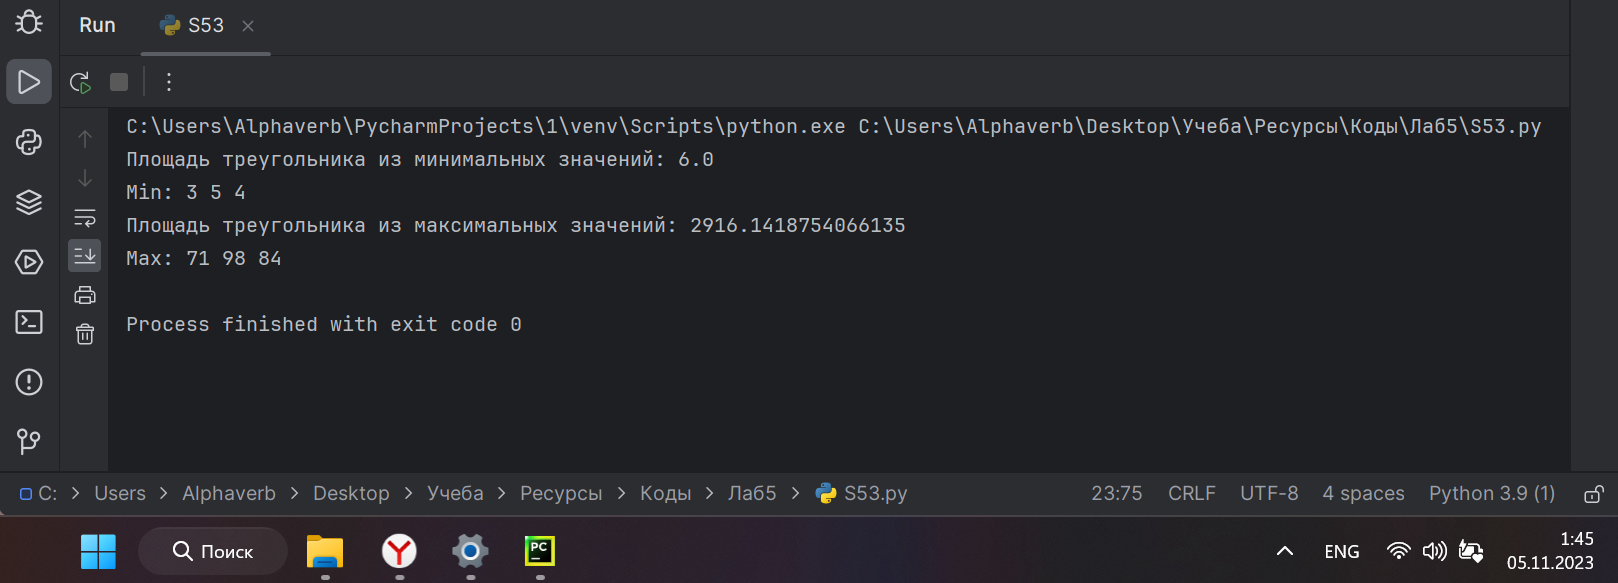 Run S53
C:\Users\Alphaverb\PycharmProjects\1\venv\Scripts\python.exe C:\Users\Alphaverb\Desktop\Учеба\Ресурсы\Коды\Лаб5\S53.py
Площадь треугольника из минимальных значений: 6.0
Min: 3 5 4
Площадь треугольника из максимальных значений: 2916.1418754066135
Max: 71 98 84
Process finished with exit code 0
C: > Users > Alphaverb > Desktop > Учеба > Ресурсы > Коды > Лаб5 > S53.py 23:75 CRLF UTF-8 4 spaces Python 3.9 (1)
Поиск PC ENG 1:45
05.11.2023